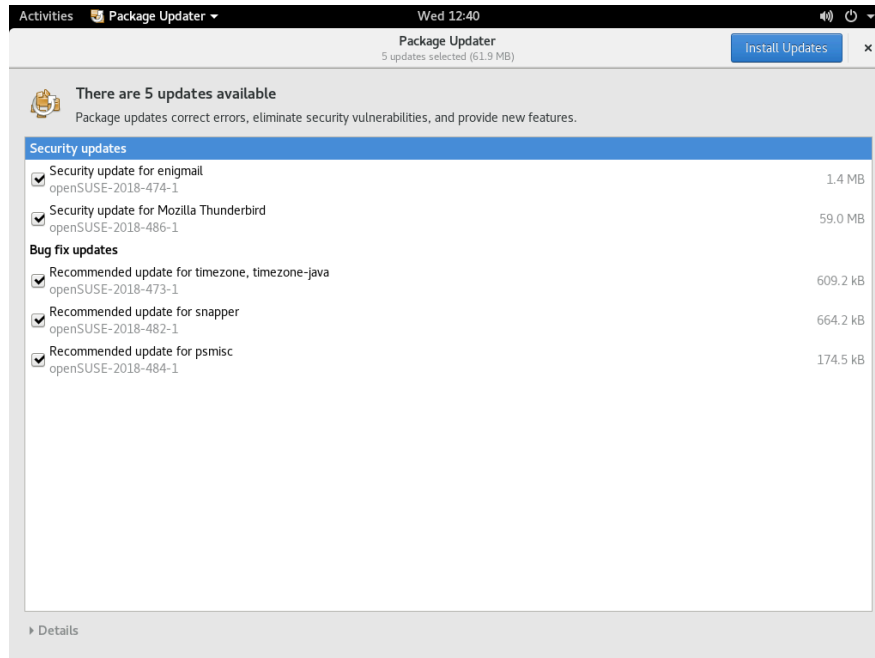 Activities Package Updater Wed 12:40
Package Updater
5 updates selected (61.9 MB)
Install Updates
There are 5 updates available
Package updates correct errors, eliminate security vulnerabilities, and provide new features.
Security updates
Security update for enigmail
openSUSE-2018-474-1
1.4 MB
Security update for Mozilla Thunderbird
openSUSE-2018-486-1
59.0 MB
Bug fix updates
Recommended update for timezone, timezone-java
openSUSE-2018-473-1
609.2 kB
Recommended update for snapper
openSUSE-2018-482-1
664.2 kB
Recommended update for psmisc
openSUSE-2018-484-1
174.5 kB
Details